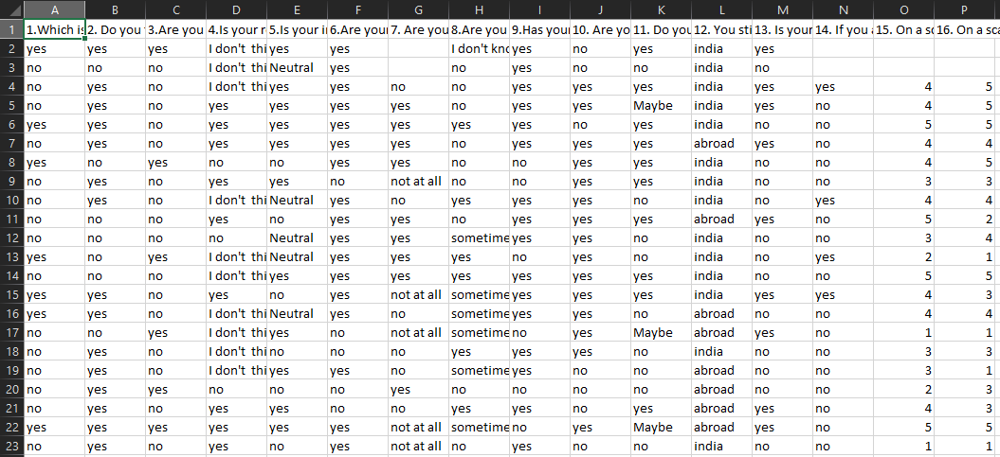 A B C D E F G H I J K L M N O P
1 1.Which is 2. Do you 3.Are you 4.Is your r 5.Is your i 6.Are your 7. Are you 8.Are you 9.Has your 10. Are yo 11. Do you 12. You sti 13. Is your 14. If you 15. On a sc 16. On a sca
2 yes yes yes I don't thi yes yes I don't kno yes no yes india yes
3 no no no I don't thi Neutral yes no yes no no india no
4 no yes no I don't thi yes yes no no yes yes yes india yes yes 4 5
5 no yes no yes yes yes yes no yes yes Maybe india yes no 4 5
6 yes yes no yes yes yes yes yes yes no yes india no no 5 5
7 no yes no yes yes yes yes no yes yes yes abroad yes no 4 4
8 yes no yes no no yes yes no no yes yes india no no 4 5
9 no yes no yes yes no not at all no no yes yes india no no 3 3
10 no yes no I don't thi Neutral yes no yes yes yes no india no yes 4 4
11 no no no yes no yes yes no yes yes yes abroad yes no 5 2
12 no no no no Neutral yes yes sometime yes yes no india no no 3 4
13 yes no yes I don't thi Neutral yes yes yes no yes no india no yes 2 1
14 no no no I don't thi yes yes yes yes yes yes yes india no no 5 5
15 yes yes no yes no yes not at all sometime yes yes yes india yes yes 4 3
16 yes yes no I don't thi Neutral yes no sometime yes yes no abroad no no 4 4
17 no no yes I don't thi yes no not at all sometime no yes Maybe abroad yes no 1 1
18 no yes no I don't thi no no no yes yes yes no india no no 3 3
19 no yes no I don't thi yes yes no sometime yes no no abroad no no 3 1
20 no yes yes no no no yes no no no no abroad no no 2 3
21 no yes no yes yes no no yes yes no yes abroad yes no 4 3
22 yes yes yes yes yes yes not at all sometime no yes Maybe abroad yes no 5 5
23 no yes no yes no yes not at all no yes no no india no no 1 1